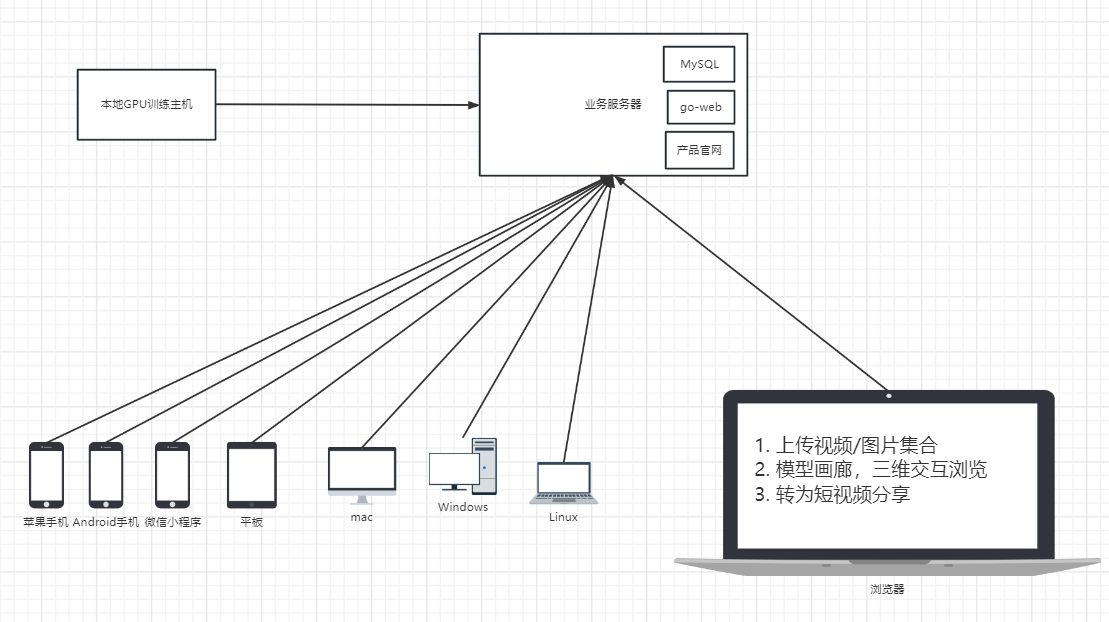 本地GPU训练主机
业务服务器
MySQL
go-web
产品官网
苹果手机
Android手机
微信小程序
平板
mac
Windows
Linux
1. 上传视频/图片集合
2. 模型画廊，三维交互浏览
3. 转为短视频分享
浏览器